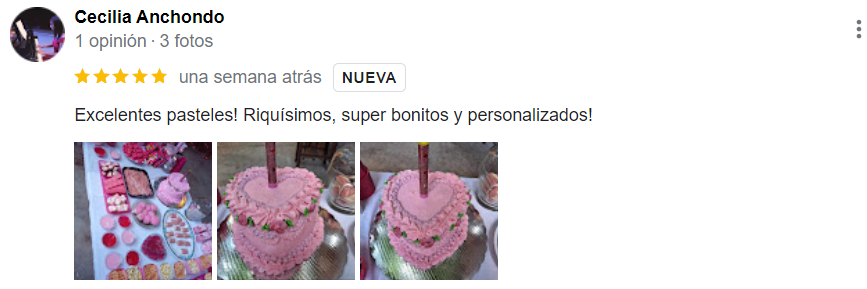 Cecilia Anchondo
1 opinión · 3 fotos
una semana atrás NUEVA
Excelentes pasteles! Riquísimos, super bonitos y personalizados!